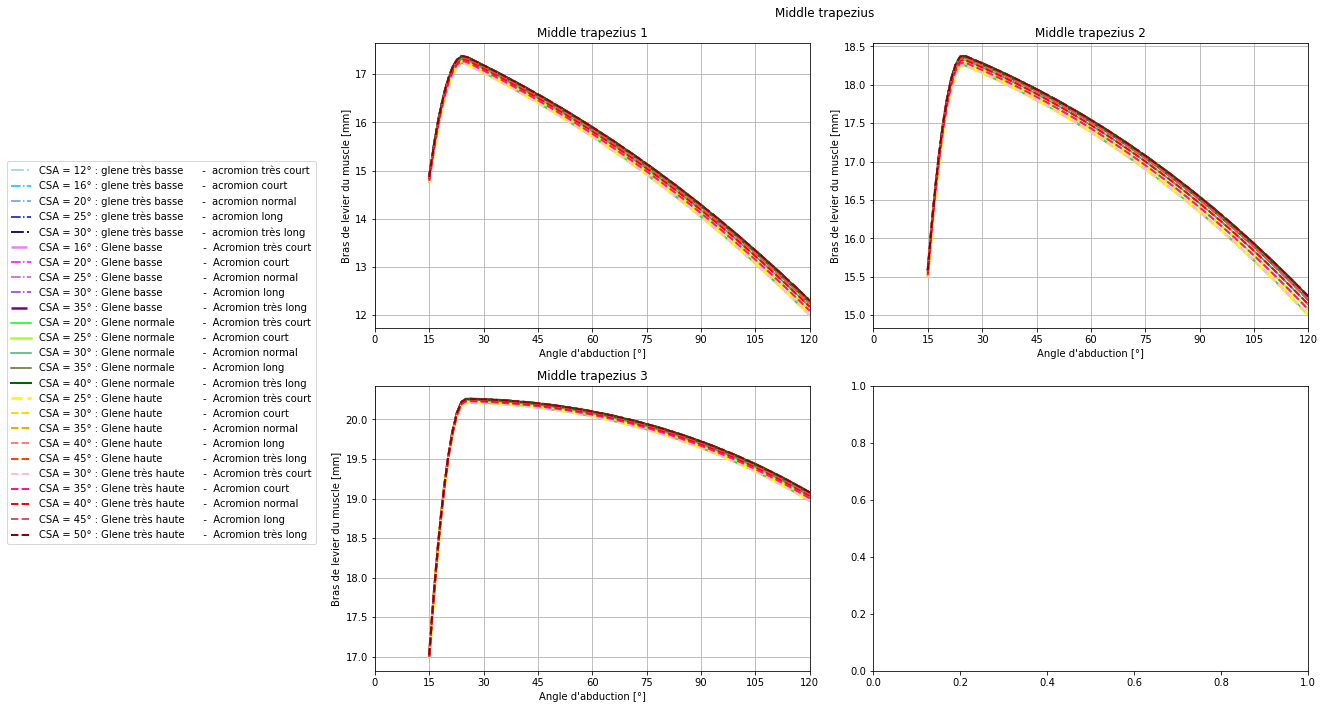 Middle trapezius
CSA = 12° : glene très basse - acromion très court
CSA = 16° : glene très basse - acromion court
CSA = 20° : glene très basse - acromion normal
CSA = 25° : glene très basse - acromion long
CSA = 30° : glene très basse - acromion très long
CSA = 16° : Glene basse - Acromion très court
CSA = 20° : Glene basse - Acromion court
CSA = 25° : Glene basse - Acromion normal
CSA = 30° : Glene basse - Acromion long
CSA = 35° : Glene basse - Acromion très long
CSA = 20° : Glene normale - Acromion très court
CSA = 25° : Glene normale - Acromion court
CSA = 30° : Glene normale - Acromion normal
CSA = 35° : Glene normale - Acromion long
CSA = 40° : Glene normale - Acromion très long
CSA = 25° : Glene haute - Acromion très court
CSA = 30° : Glene haute - Acromion court
CSA = 35° : Glene haute - Acromion normal
CSA = 40° : Glene haute - Acromion long
CSA = 45° : Glene haute - Acromion très long
CSA = 30° : Glene très haute - Acromion très court
CSA = 35° : Glene très haute - Acromion court
CSA = 40° : Glene très haute - Acromion normal
CSA = 45° : Glene très haute - Acromion long
CSA = 50° : Glene très haute - Acromion très long
Middle trapezius 1
Bras de levier du muscle [mm]
17
16
15
14
13
12
0 15 30 45 60 75 90 105 120
Angle d'abduction [°]
Middle trapezius 2
Bras de levier du muscle [mm]
18.5
18.0
17.5
17.0
16.5
16.0
15.5
15.0
0 15 30 45 60 75 90 105 120
Angle d'abduction [°]
Middle trapezius 3
Bras de levier du muscle [mm]
20.0
19.5
19.0
18.5
18.0
17.5
17.0
0 15 30 45 60 75 90 105 120
Angle d'abduction [°]
1.0
0.8
0.6
0.4
0.2
0.0
0.0 0.2 0.4 0.6 0.8 1.0